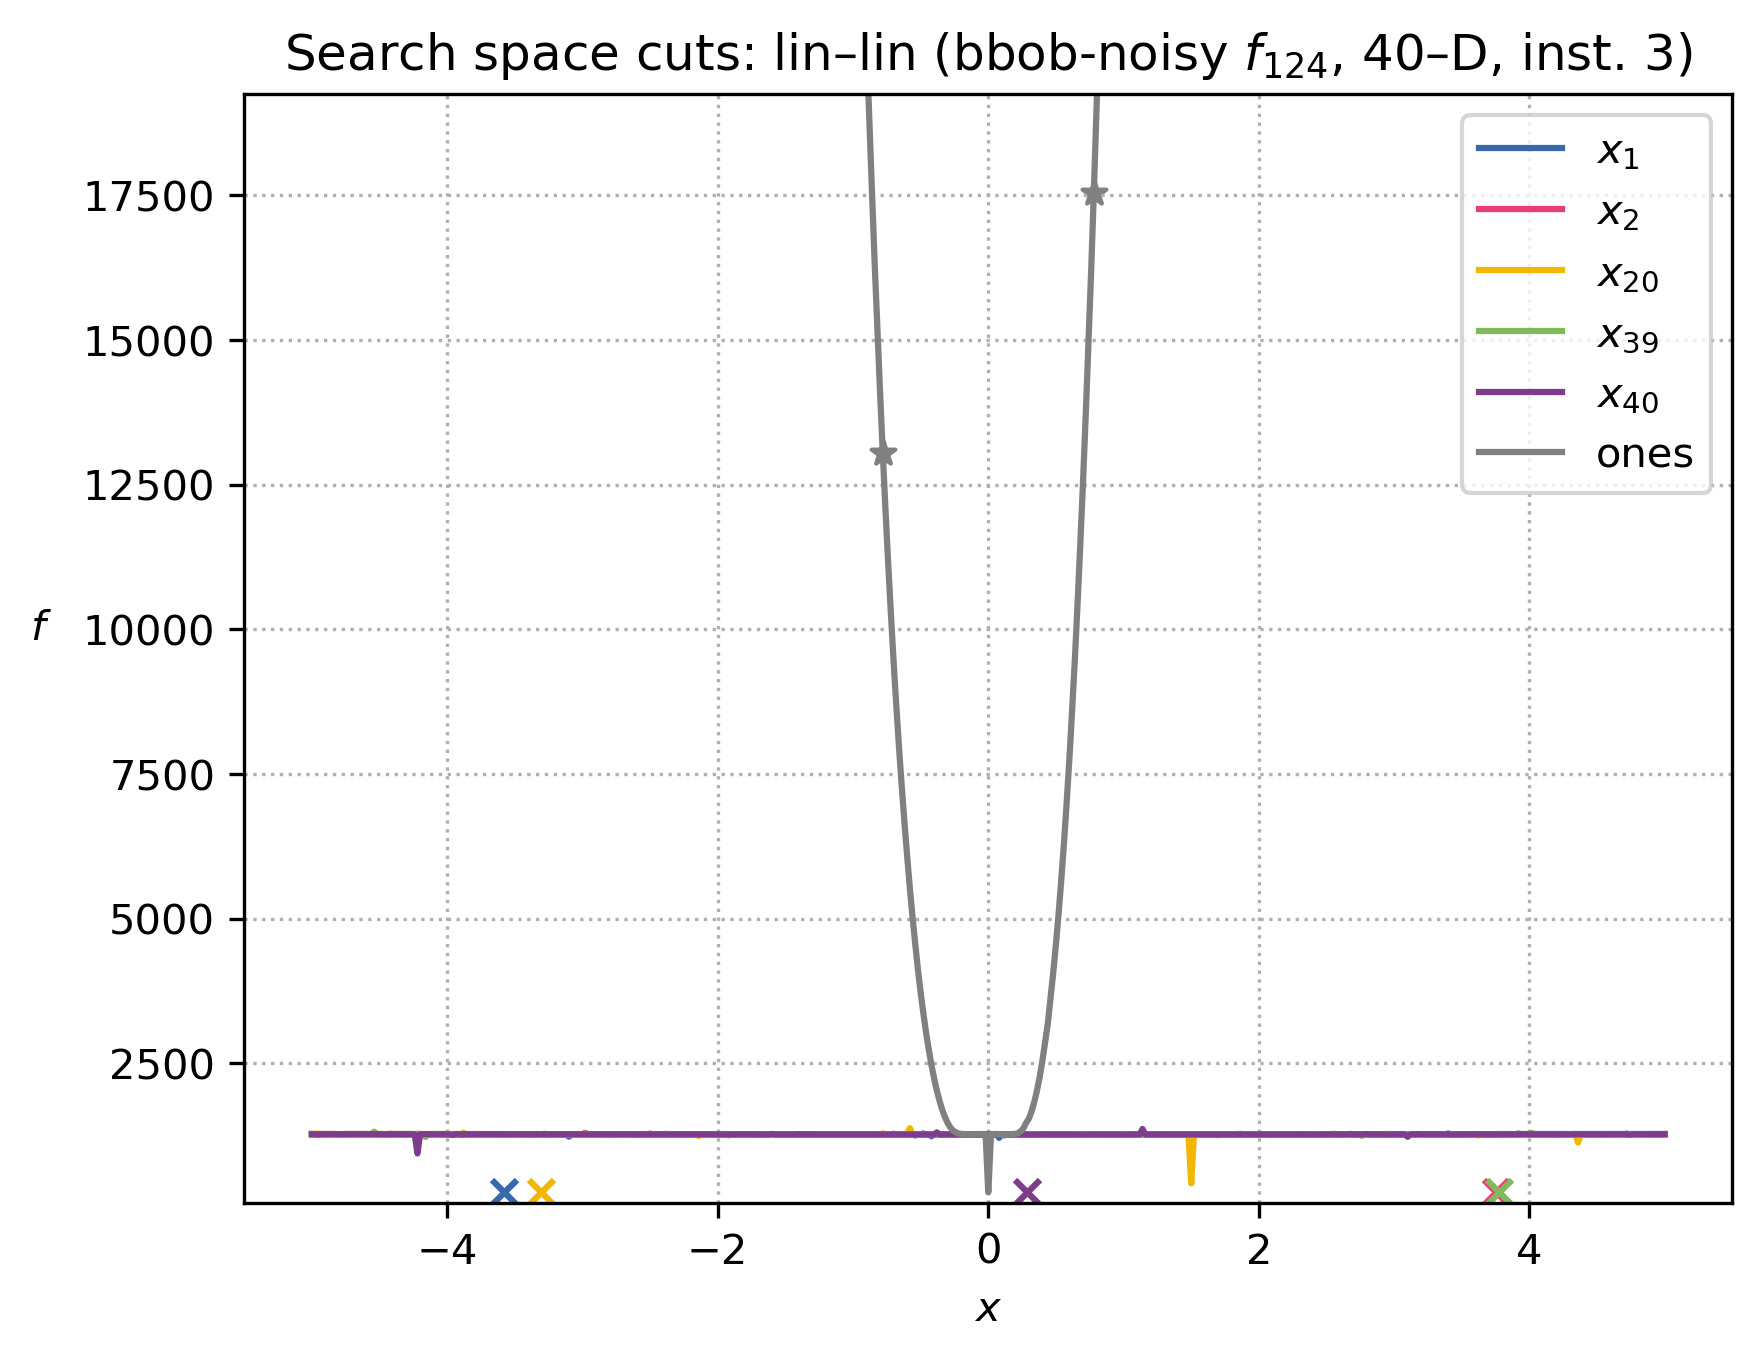 Search space cuts: lin–lin (bbob-noisy f₁₂₄, 40–D, inst. 3)
x₁
x₂
x₂₀
x₃₉
x₄₀
ones
17500
15000
12500
10000
7500
5000
2500
f
−4
−2
0
2
4
x